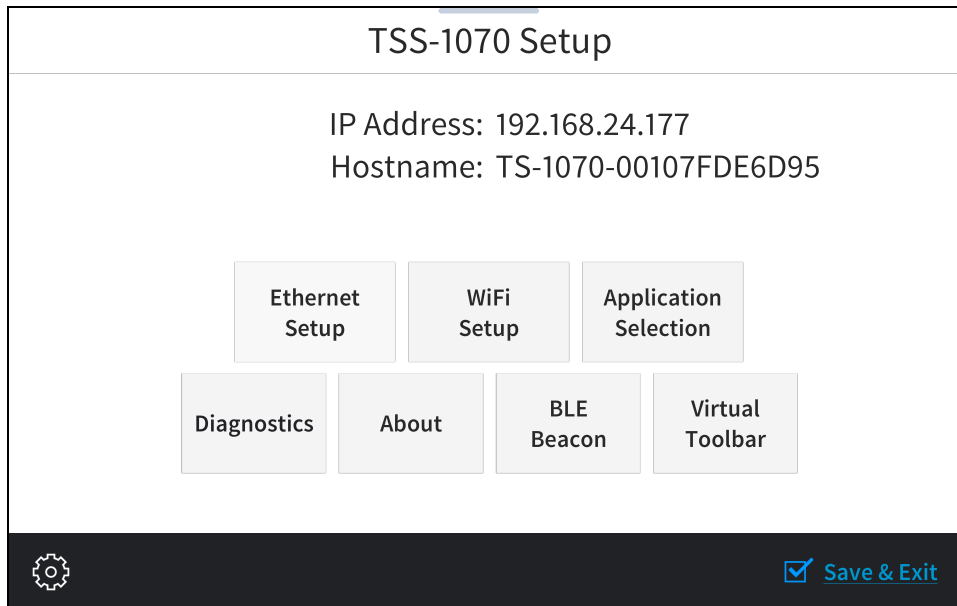 TSS-1070 Setup
IP Address: 192.168.24.177
Hostname: TS-1070-00107FDE6D95
Ethernet
Setup
WiFi
Setup
Application
Selection
Diagnostics
About
BLE
Beacon
Virtual
Toolbar
Save & Exit